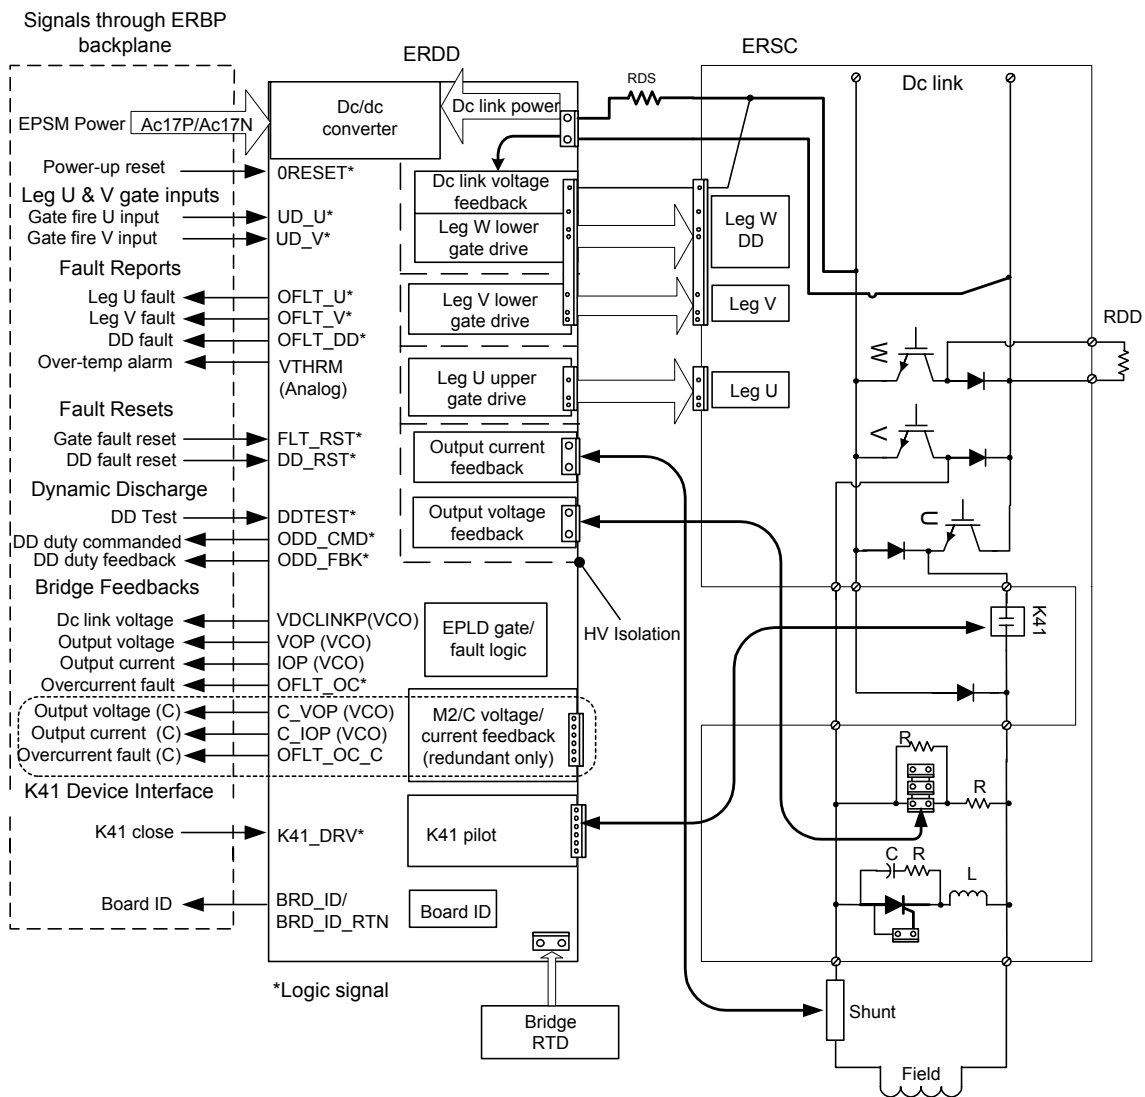 Signals through ERBP
backplane
ERDD
ERSC
EPSM Power
Ac17P/Ac17N
Dc/dc
converter
Dc link power
RDS
Dc link
Power-up reset
0RESET*
Leg U & V gate inputs
Gate fire U input
UD_U*
Gate fire V input
UD_V*
Dc link voltage
feedback
Leg W lower
gate drive
Leg W
DD
Fault Reports
Leg U fault
OFLT_U*
Leg V fault
OFLT_V*
DD fault
OFLT_DD*
Over-temp alarm
VTHRM
(Analog)
Leg V lower
gate drive
Leg V
Leg U upper
gate drive
Leg U
RDD
W
V
U
Fault Resets
Gate fault reset
FLT_RST*
DD fault reset
DD_RST*
Output current
feedback
Dynamic Discharge
DD Test
DDTEST*
DD duty commanded
ODD_CMD*
DD duty feedback
ODD_FBK*
Output voltage
feedback
HV Isolation
Bridge Feedbacks
Dc link voltage
VDCLINKP(VCO)
Output voltage
VOP (VCO)
Output current
IOP (VCO)
Overcurrent fault
OFLT_OC*
EPLD gate/
fault logic
K41
Output voltage (C)
C_VOP (VCO)
Output current (C)
C_IOP (VCO)
Overcurrent fault (C)
OFLT_OC_C
M2/C voltage/
current feedback
(redundant only)
R
R
K41 Device Interface
K41 close
K41_DRV*
K41 pilot
C
R
L
Board ID
BRD_ID/
BRD_ID_RTN
Board ID
*Logic signal
Bridge
RTD
Shunt
Field